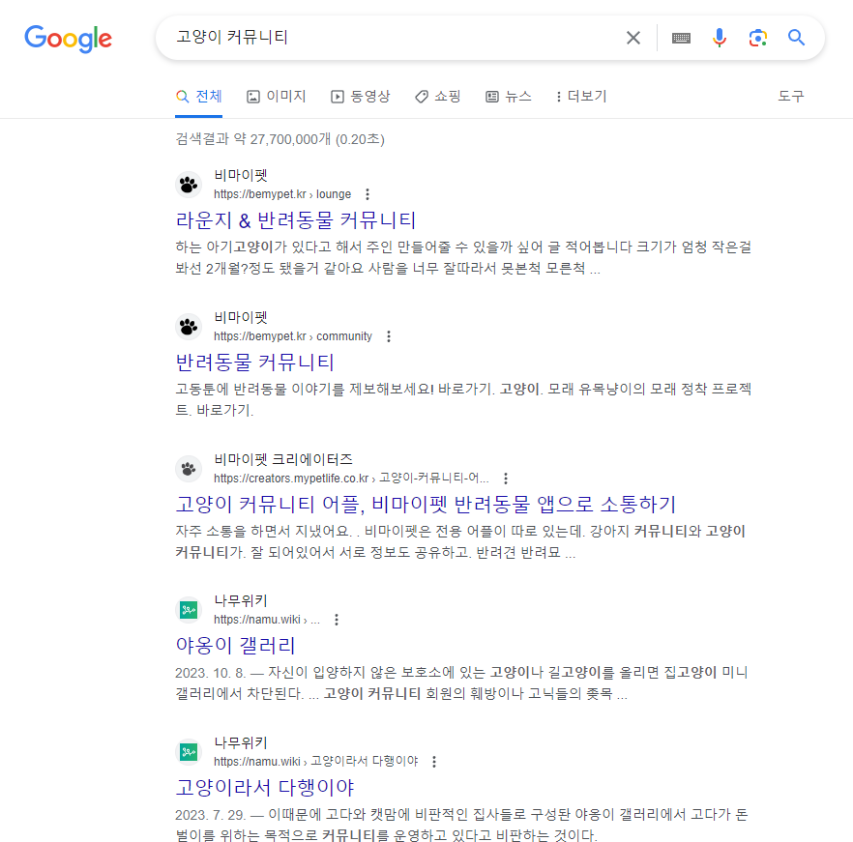 Google
고양이 커뮤니티
전체 이미지 동영상 쇼핑 뉴스 더보기 도구
검색결과 약 27,700,000개 (0.20초)
비마이펫
https://bemypet.kr › lounge
라운지 & 반려동물 커뮤니티
하는 아기고양이가 있다고 해서 주인 만들어줄 수 있을까 싶어 글 적어봅니다 크기가 엄청 작은걸
봐선 2개월?정도 됐을거 같아요 사람을 너무 잘따라서 못본척 모른척 ...
비마이펫
https://bemypet.kr › community
반려동물 커뮤니티
고동툰에 반려동물 이야기를 제보해보세요! 바로가기. 고양이. 모래 유목냥이의 모래 정착 프로젝
트. 바로가기.
비마이펫 크리에이터즈
https://creators.mypetlife.co.kr › 고양이-커뮤니티-어...
고양이 커뮤니티 어플, 비마이펫 반려동물 앱으로 소통하기
자주 소통을 하면서 지냈어요. . 비마이펫은 전용 어플이 따로 있는데. 강아지 커뮤니티와 고양이
커뮤니티가. 잘 되어있어서 서로 정보도 공유하고. 반려견 반려묘 ...
나무위키
https://namu.wiki › ...
야옹이 갤러리
2023. 10. 8. — 자신이 입양하지 않은 보호소에 있는 고양이나 길고양이를 올리면 집고양이 미니
갤러리에서 차단된다. ... 고양이 커뮤니티 회원의 훼방이나 고닉들의 좆목 ...
나무위키
https://namu.wiki › 고양이라서 다행이야
고양이라서 다행이야
2023. 7. 29. — 이때문에 고다와 캣맘에 비판적인 집사들로 구성돤 야옹이 갤러리에서 고다가 돈
벌이를 위하는 목적으로 커뮤니티를 운영하고 있다고 비판하는 것이다.